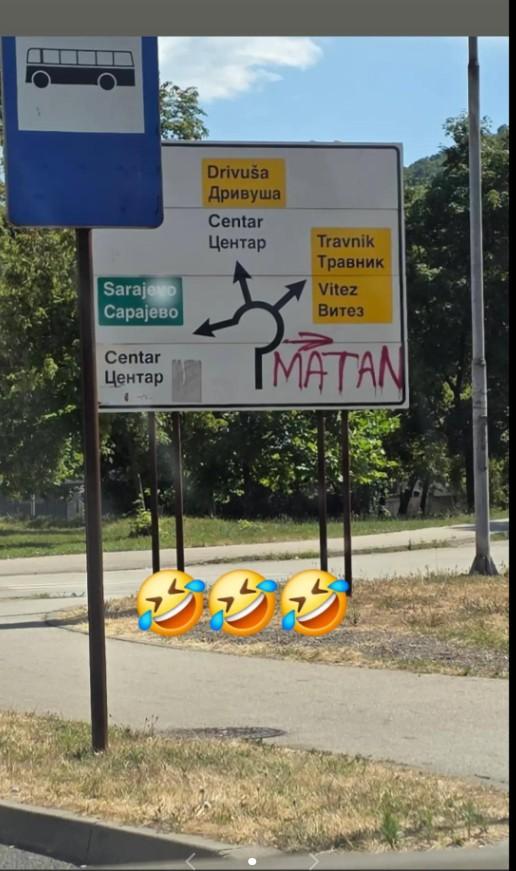 Drivuša
Дривуша
Centar
Центар
Travnik
Травник
Vitez
Витез
Sarajevo
Сарајево
Centar
Центар
MATAN